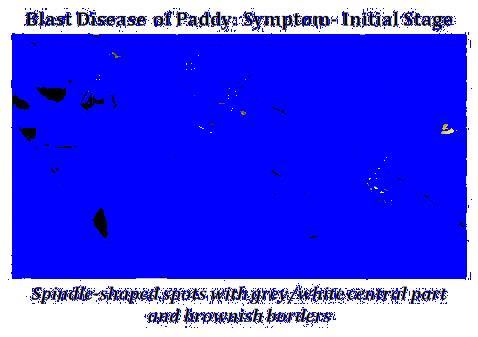 Blast Disease of Paddy: Symptom- Initial Stage
Spindle-shaped spots with grey/white central part
and brownish borders